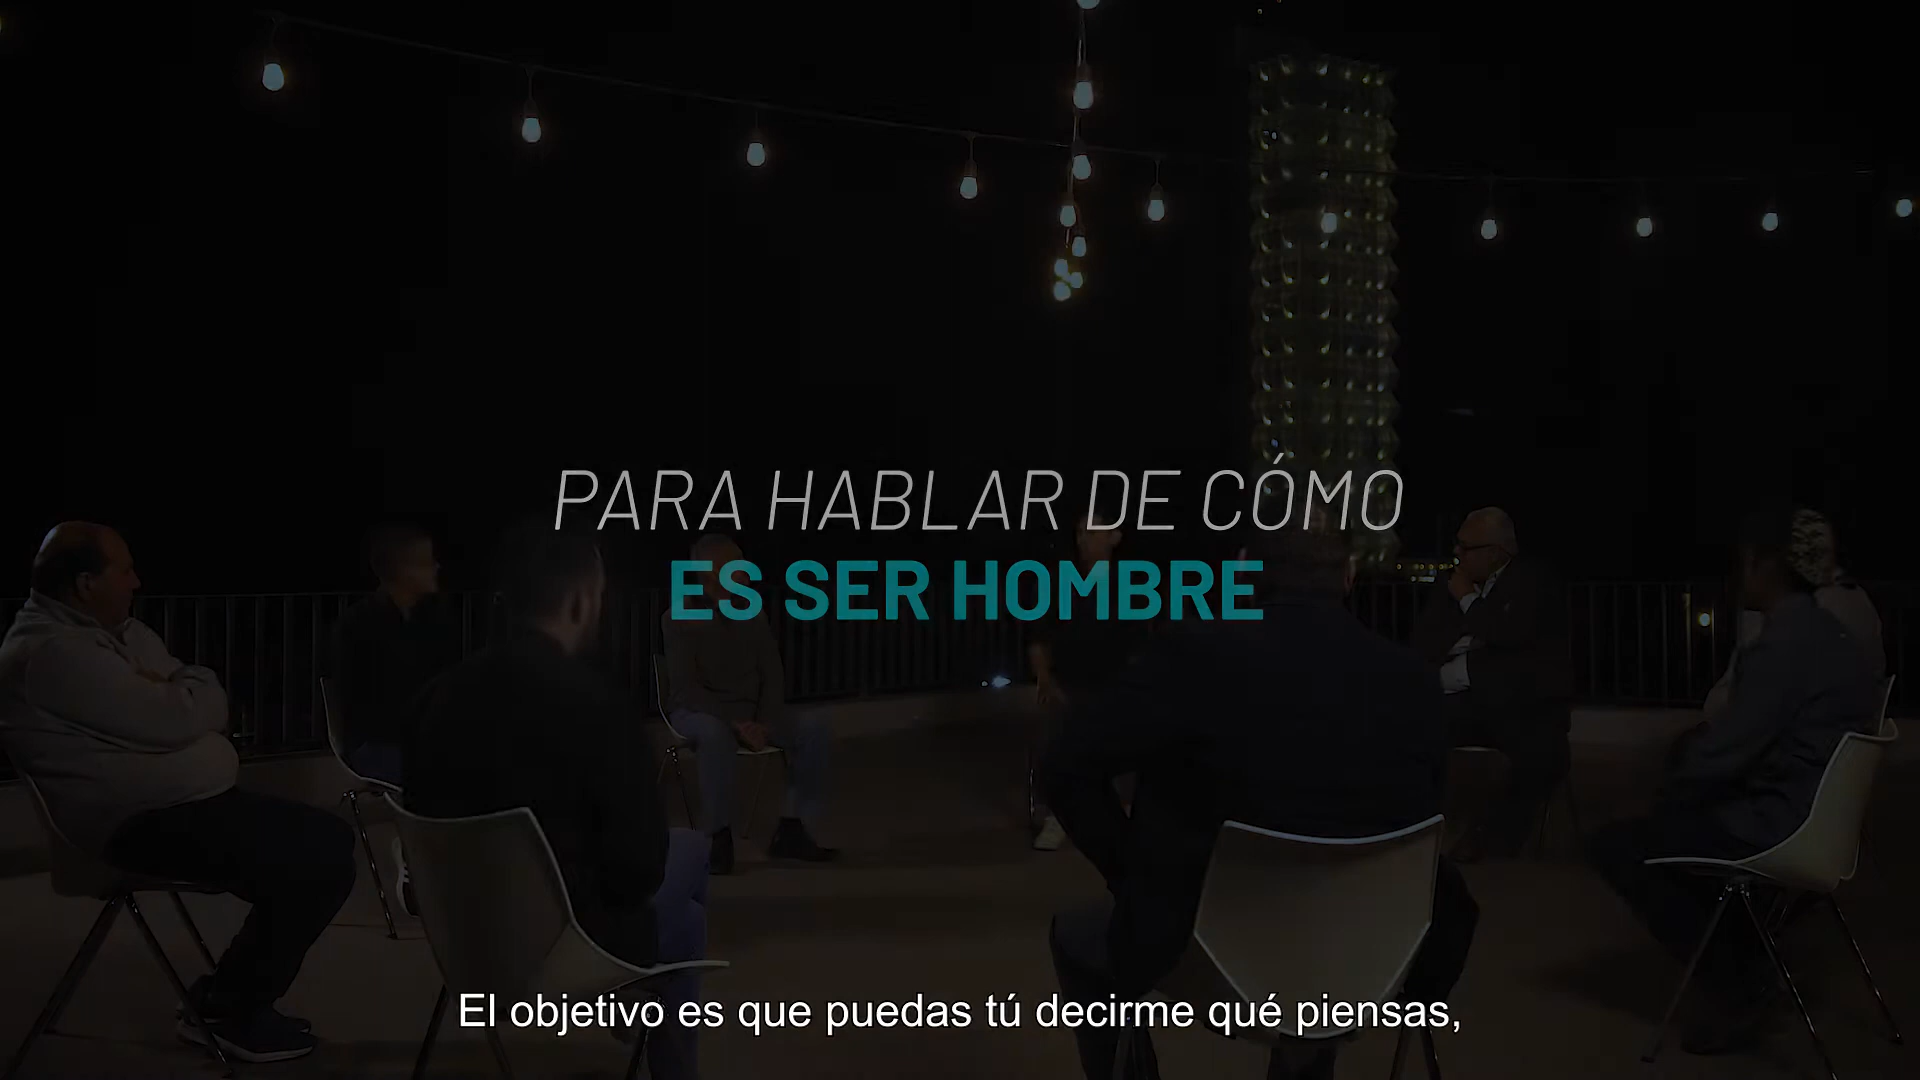 PARA HABLAR DE CÓMO
ES SER HOMBRE
El objetivo es que puedas tú decirme qué piensas,